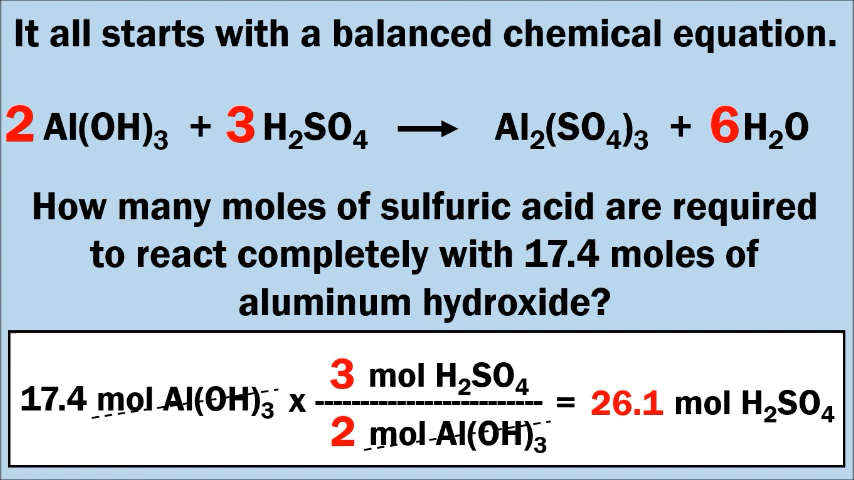 It all starts with a balanced chemical equation.
2 Al(OH)₃ + 3 H₂SO₄ → Al₂(SO₄)₃ + 6 H₂O
How many moles of sulfuric acid are required
to react completely with 17.4 moles of
aluminum hydroxide?
3 mol H₂SO₄
17.4 mol Al(OH)₃ x = 26.1 mol H₂SO₄
2 mol Al(OH)₃